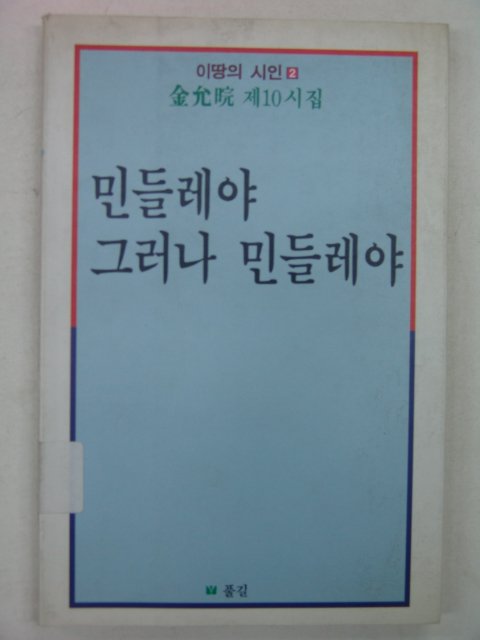 이땅의 시인 2
金允晥 제10시집
민들레야
그러나 민들레야
풀길